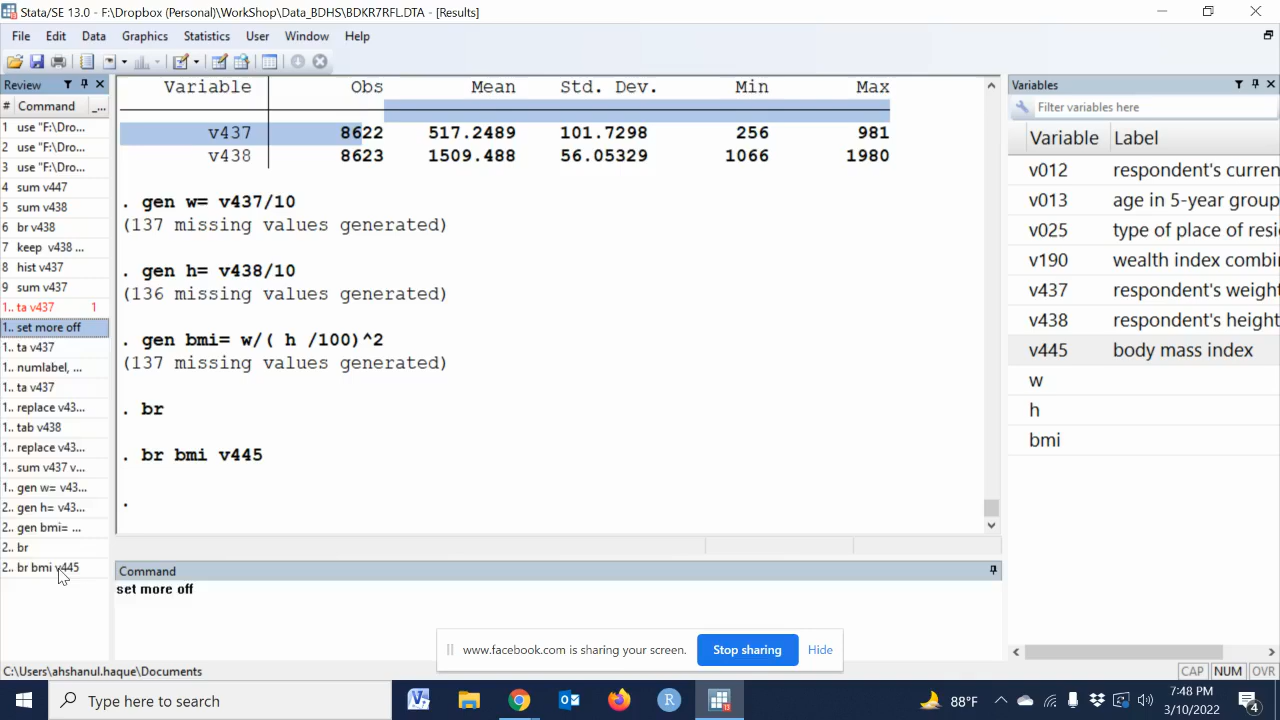 Stata/SE 13.0 - F:\Dropbox (Personal)\WorkShop\Data_BDHS\BDKR7RFL.DTA - [Results]
File Edit Data Graphics Statistics User Window Help
Review
# Command _...
1 use "F:\Dro...
2 use "F:\Dro...
3 use "F:\Dro...
4 sum v447
5 sum v438
6 br v438
7 keep v438 ...
8 hist v437
9 sum v437
1.. ta v437 1
1.. set more off
1.. ta v437
1.. numlabel, ...
1.. ta v437
1.. replace v43...
1.. tab v438
1.. replace v43...
1.. sum v437 v...
1.. gen w= v43...
2.. gen h= v43...
2.. gen bmi= ...
2.. br
2.. br bmi v445
Variable Obs Mean Std. Dev. Min Max
v437 8622 517.2489 101.7298 256 981
v438 8623 1509.488 56.05329 1066 1980
. gen w= v437/10
(137 missing values generated)
. gen h= v438/10
(136 missing values generated)
. gen bmi= w/( h /100)^2
(137 missing values generated)
. br
. br bmi v445
.
Command
set more off
Variables
Filter variables here
Variable Label
v012 respondent's curren
v013 age in 5-year group
v025 type of place of resi
v190 wealth index combi
v437 respondent's weigh
v438 respondent's height
v445 body mass index
w
h
bmi
www.facebook.com is sharing your screen. Stop sharing Hide
C:\Users\ahshanul.haque\Documents
CAP NUM OVR
Type here to search
88°F
7:48 PM
3/10/2022
4